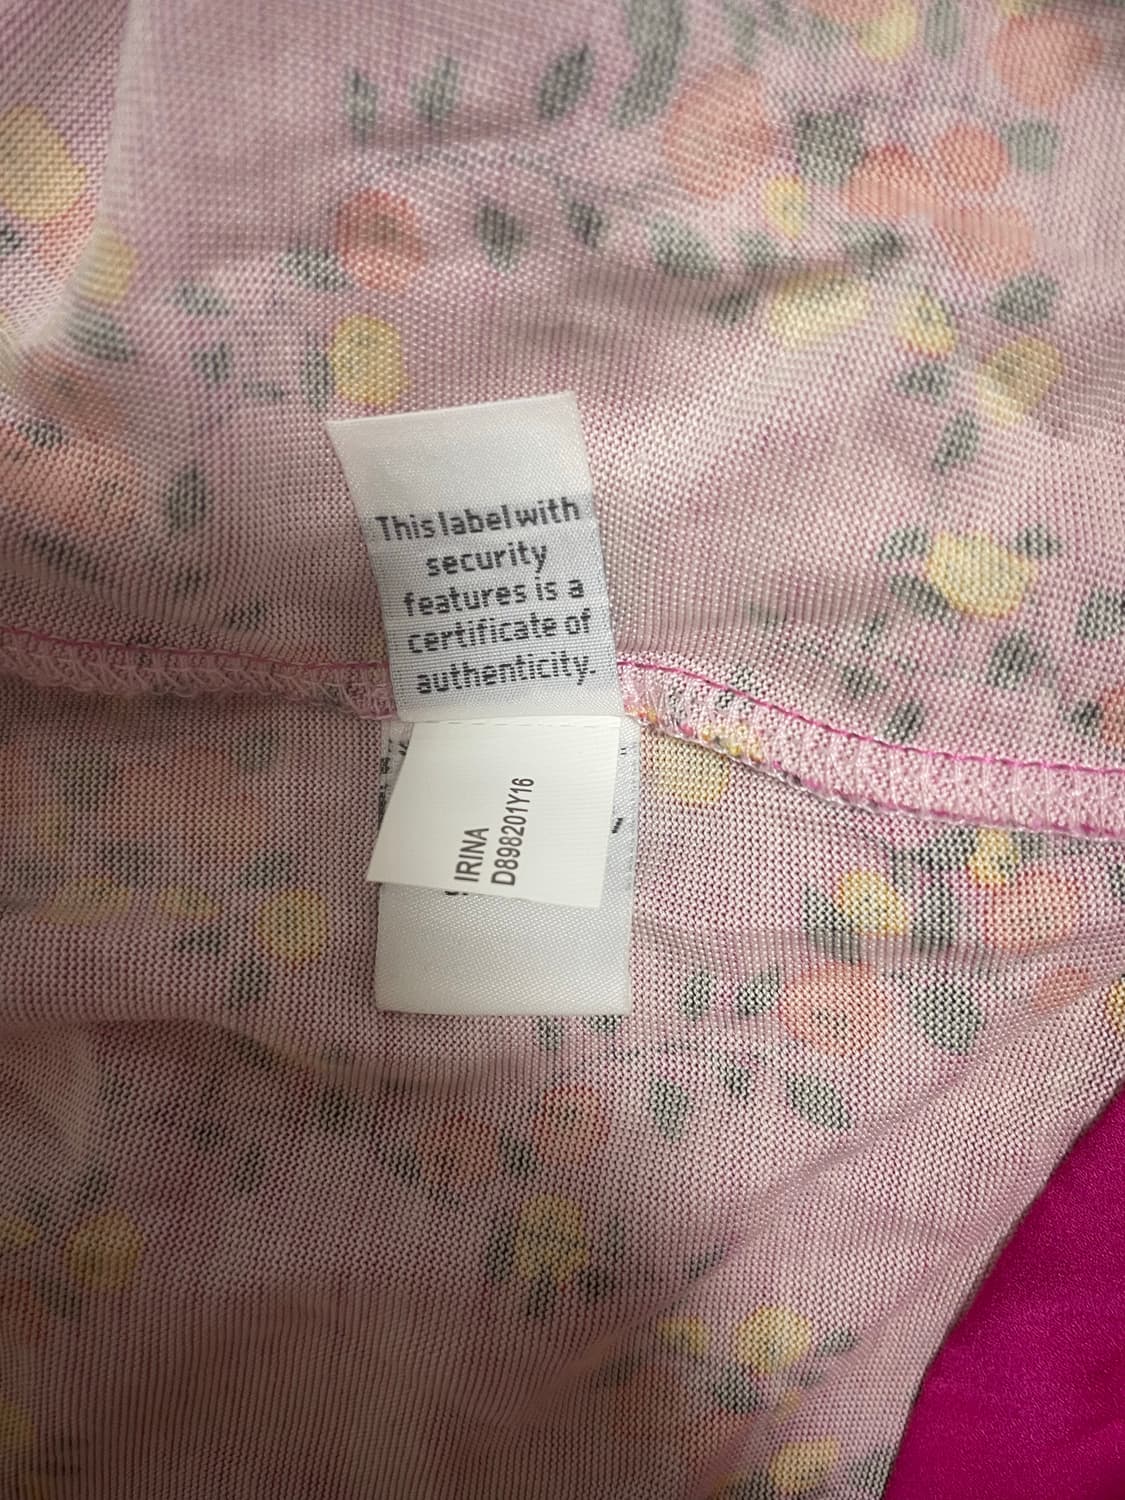 This label with
security
features is a
certificate of
authenticity.
IRINA
D898201Y16